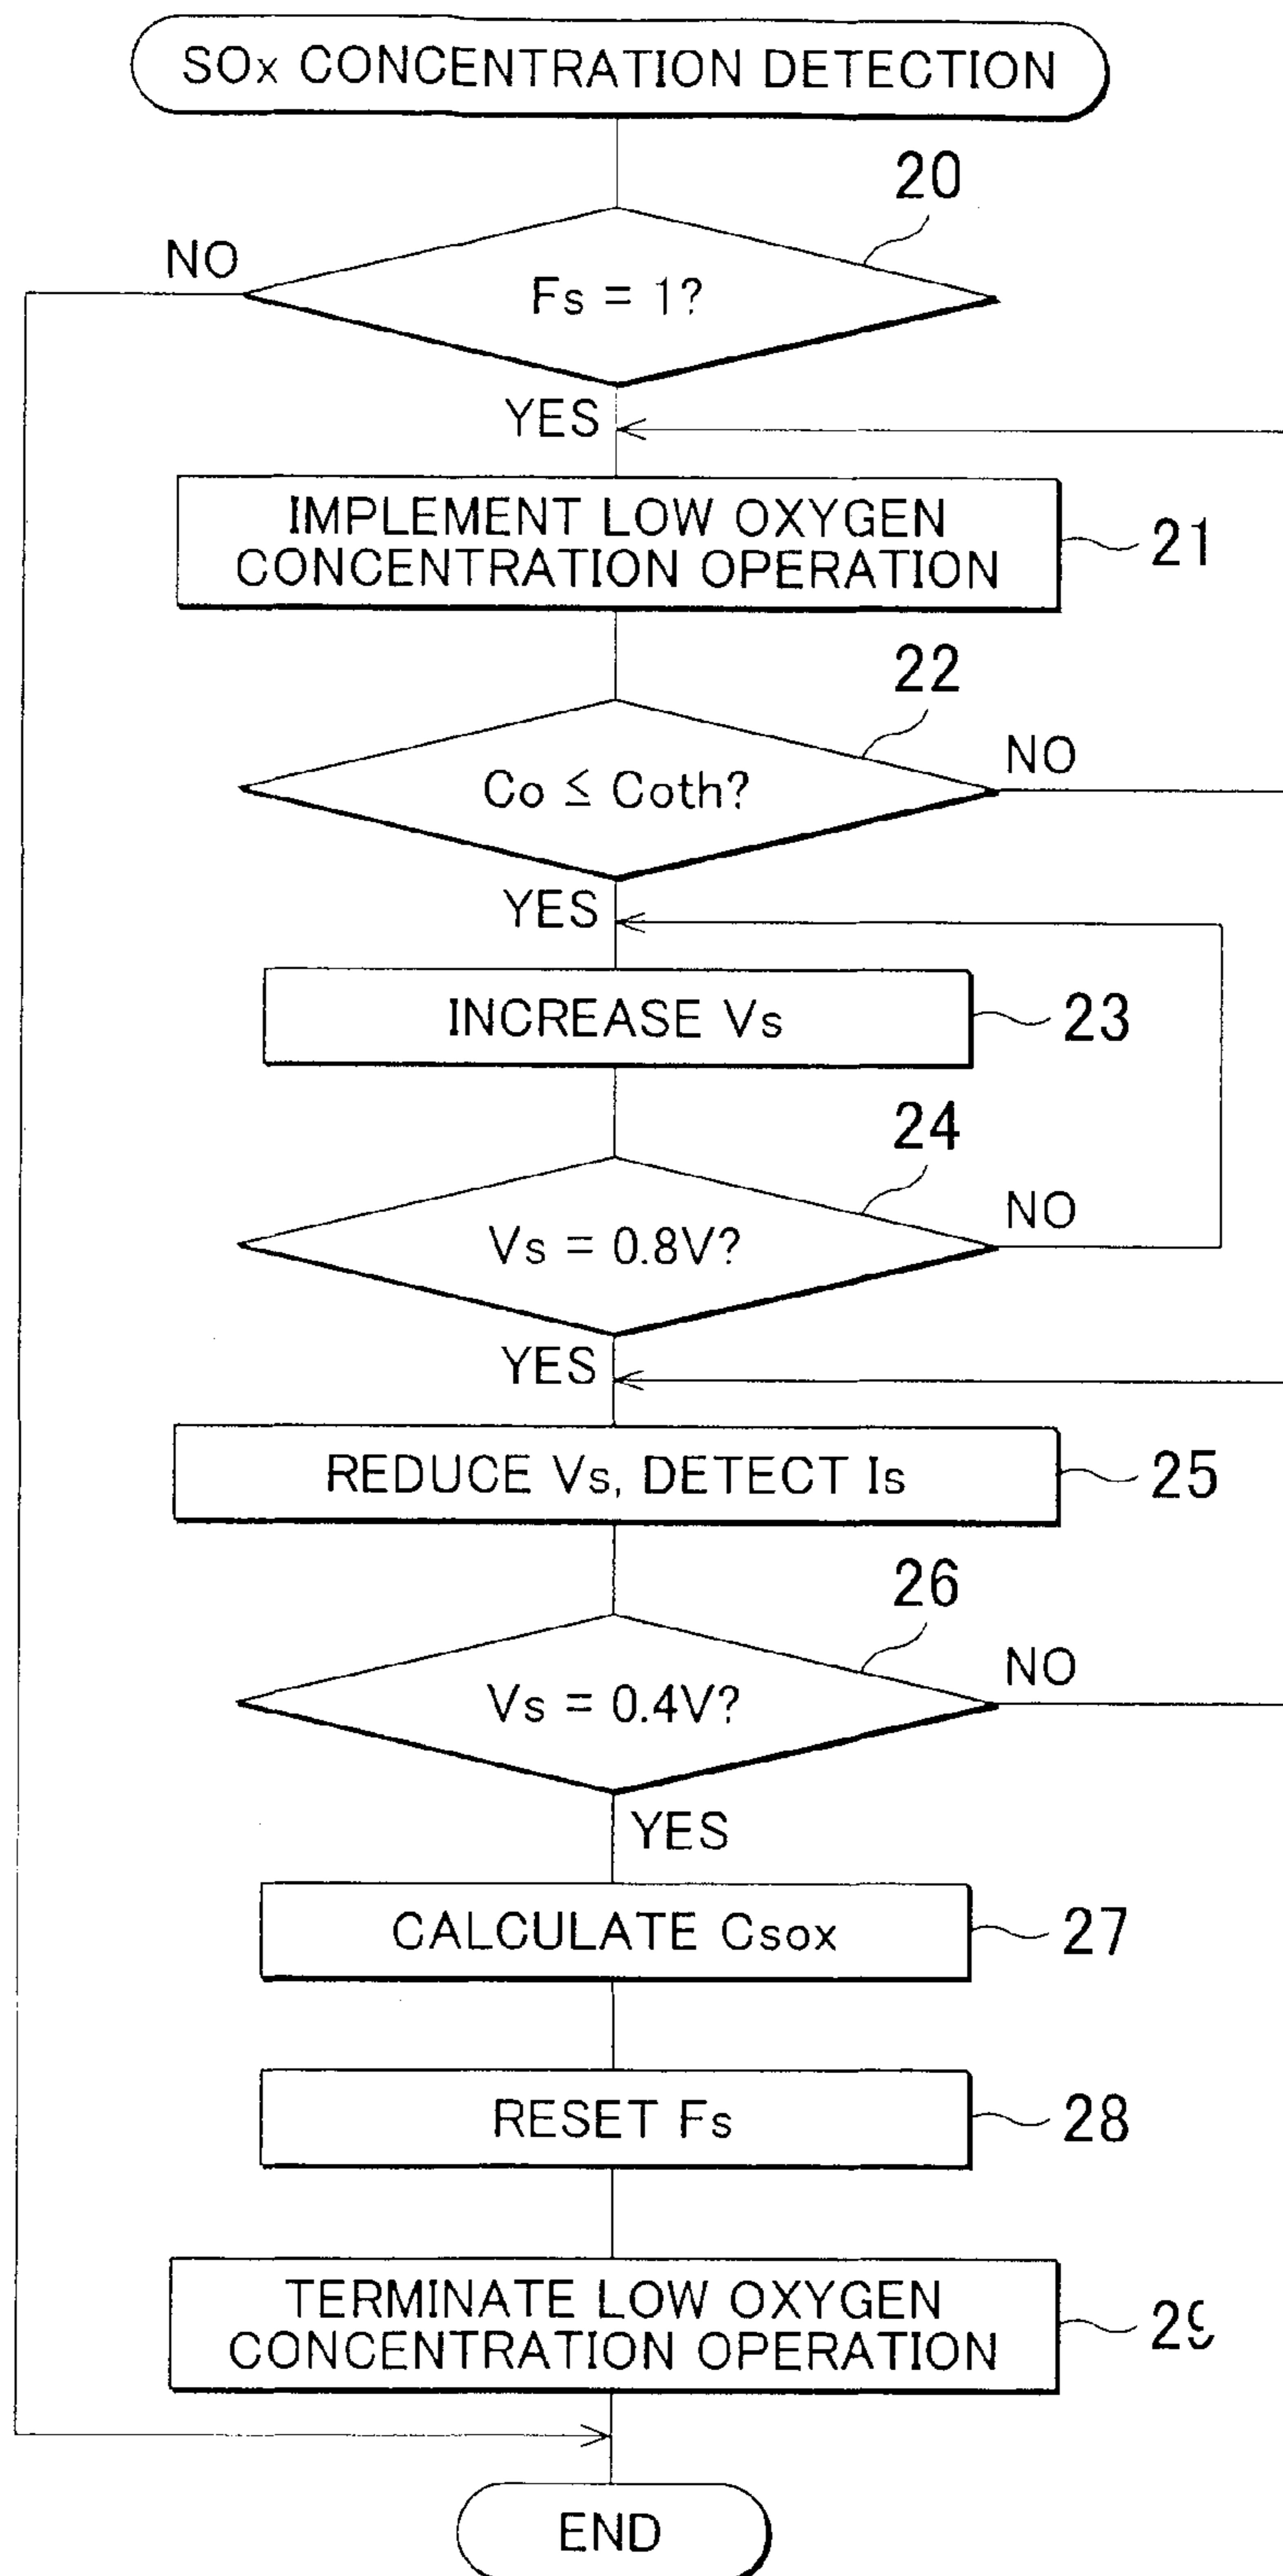 SOx CONCENTRATION DETECTION
20
NO
Fs = 1?
YES
IMPLEMENT LOW OXYGEN
CONCENTRATION OPERATION
21
22
NO
Co ≦ Coth?
YES
INCREASE Vs
23
24
NO
Vs = 0.8V?
YES
REDUCE Vs, DETECT Is
25
26
NO
Vs = 0.4V?
YES
CALCULATE Csox
27
RESET Fs
28
TERMINATE LOW OXYGEN
CONCENTRATION OPERATION
29
END